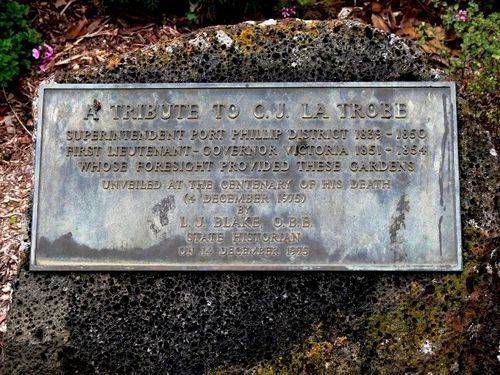 A TRIBUTE TO C.J. LA TROBE
SUPERINTENDENT PORT PHILLIP DISTRICT 1839 - 1850
FIRST LIEUTENANT - GOVERNOR VICTORIA 1851 - 1854
WHOSE FORESIGHT PROVIDED THESE GARDENS
UNVEILED AT THE CENTENARY OF HIS DEATH
(4 DECEMBER 1975)
BY
L. J. BLAKE O.B.E.
STATE HISTORIAN
ON 14 DECEMBER 1975